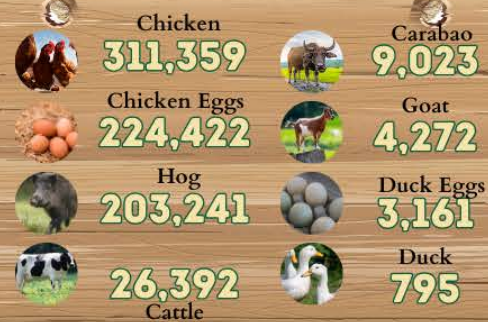 Chicken
311,359
Chicken Eggs
224,422
Hog
203,241
26,392
Cattle
Carabao
9,023
Goat
4,272
Duck Eggs
3,161
Duck
795